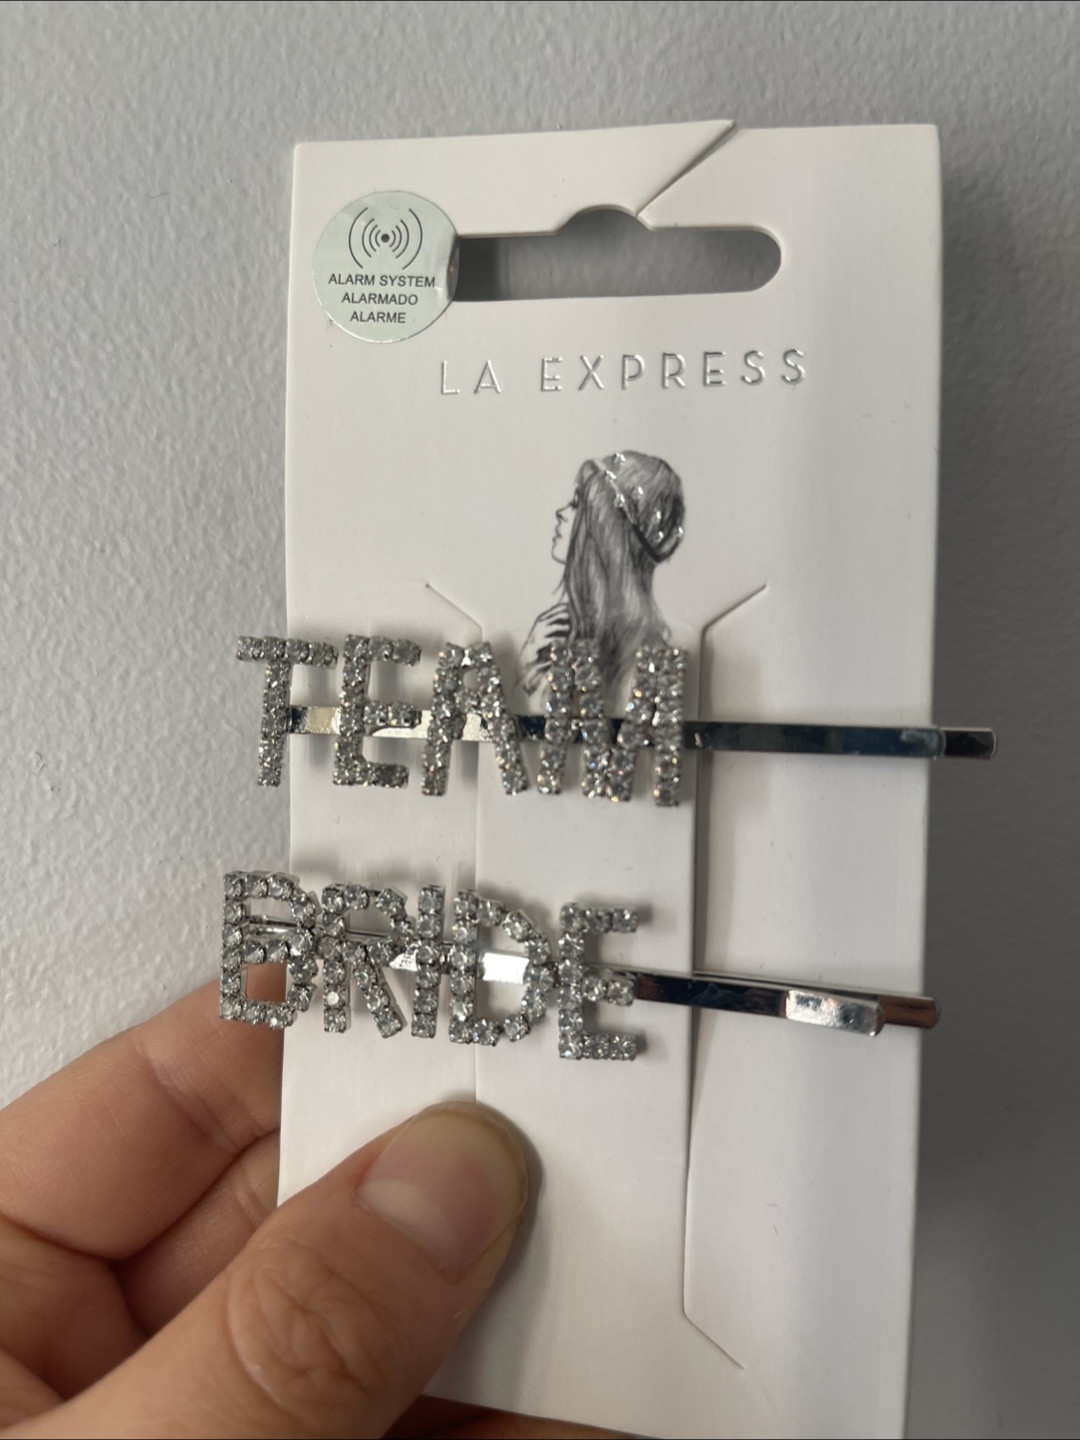 ALARM SYSTEM
ALARMADO
ALARME
LA EXPRESS
TEAM
BRIDE